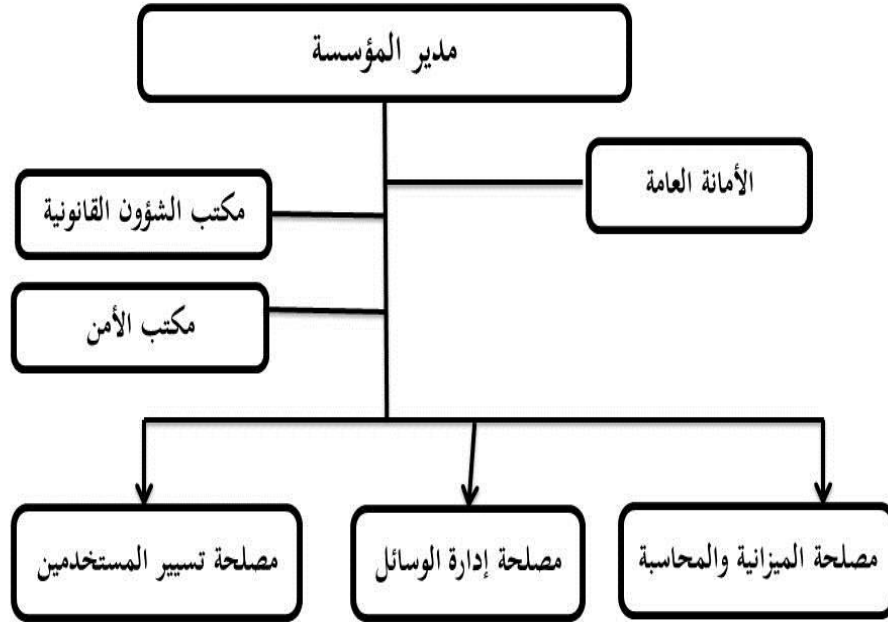 مدير المؤسسة
الأمانة العامة
مكتب الشؤون القانونية
مكتب الأمن
مصلحة الميزانية والمحاسبة
مصلحة إدارة الوسائل
مصلحة تسيير المستخدمين